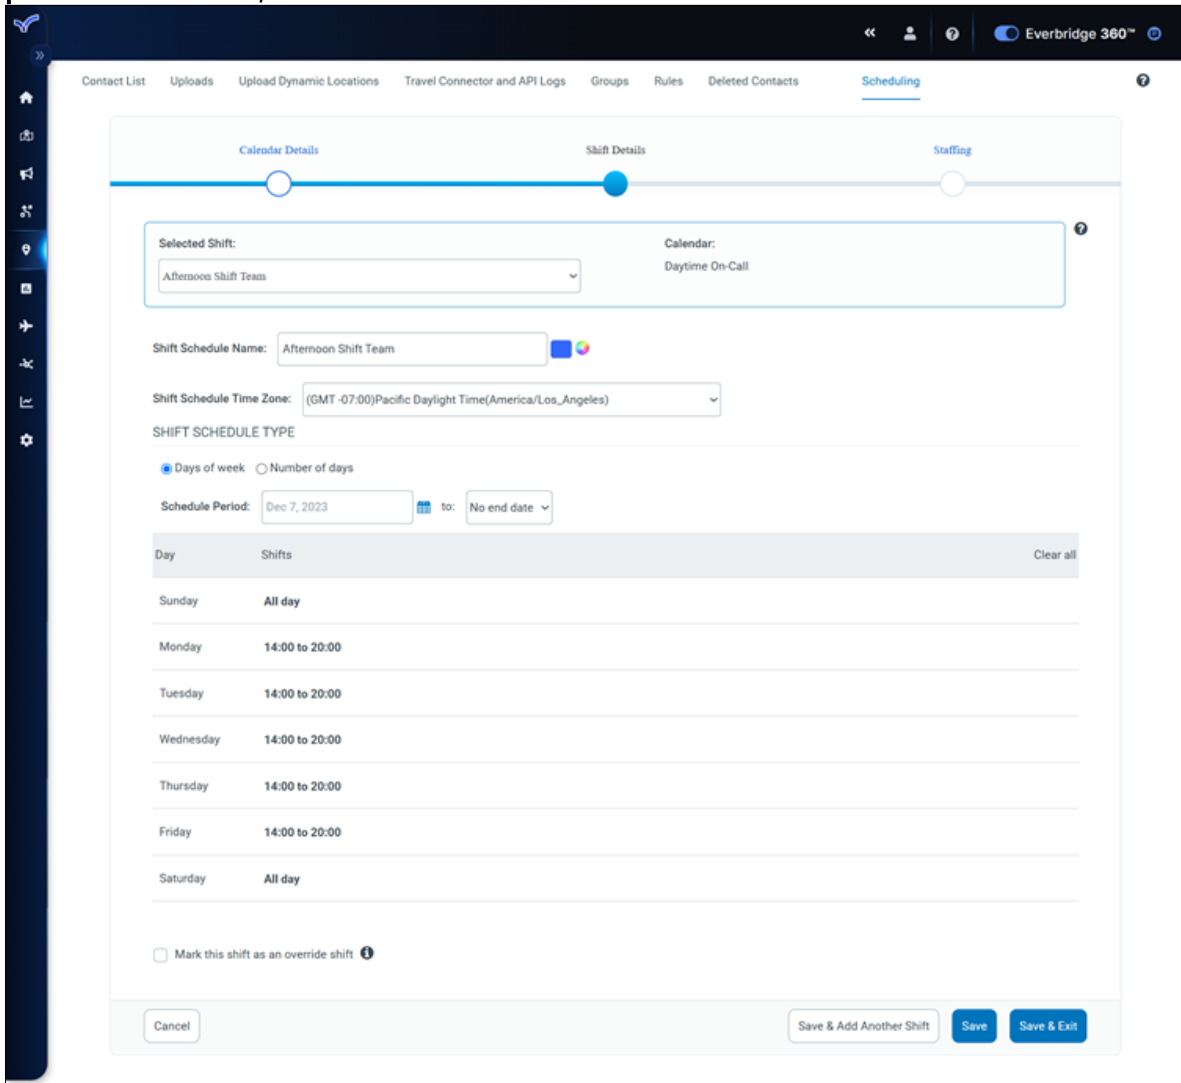 Everbridge 360™
Contact List Uploads Upload Dynamic Locations Travel Connector and API Logs Groups Rules Deleted Contacts Scheduling
Calendar Details Shift Details Staffing
Selected Shift: Calendar:
Afternoon Shift Team Daytime On-Call
Shift Schedule Name: Afternoon Shift Team
Shift Schedule Time Zone: (GMT -07:00)Pacific Daylight Time(America/Los_Angeles)
SHIFT SCHEDULE TYPE
Days of week Number of days
Schedule Period: Dec 7, 2023 to: No end date
Day Shifts Clear all
Sunday All day
Monday 14:00 to 20:00
Tuesday 14:00 to 20:00
Wednesday 14:00 to 20:00
Thursday 14:00 to 20:00
Friday 14:00 to 20:00
Saturday All day
Mark this shift as an override shift
Cancel Save & Add Another Shift Save Save & Exit